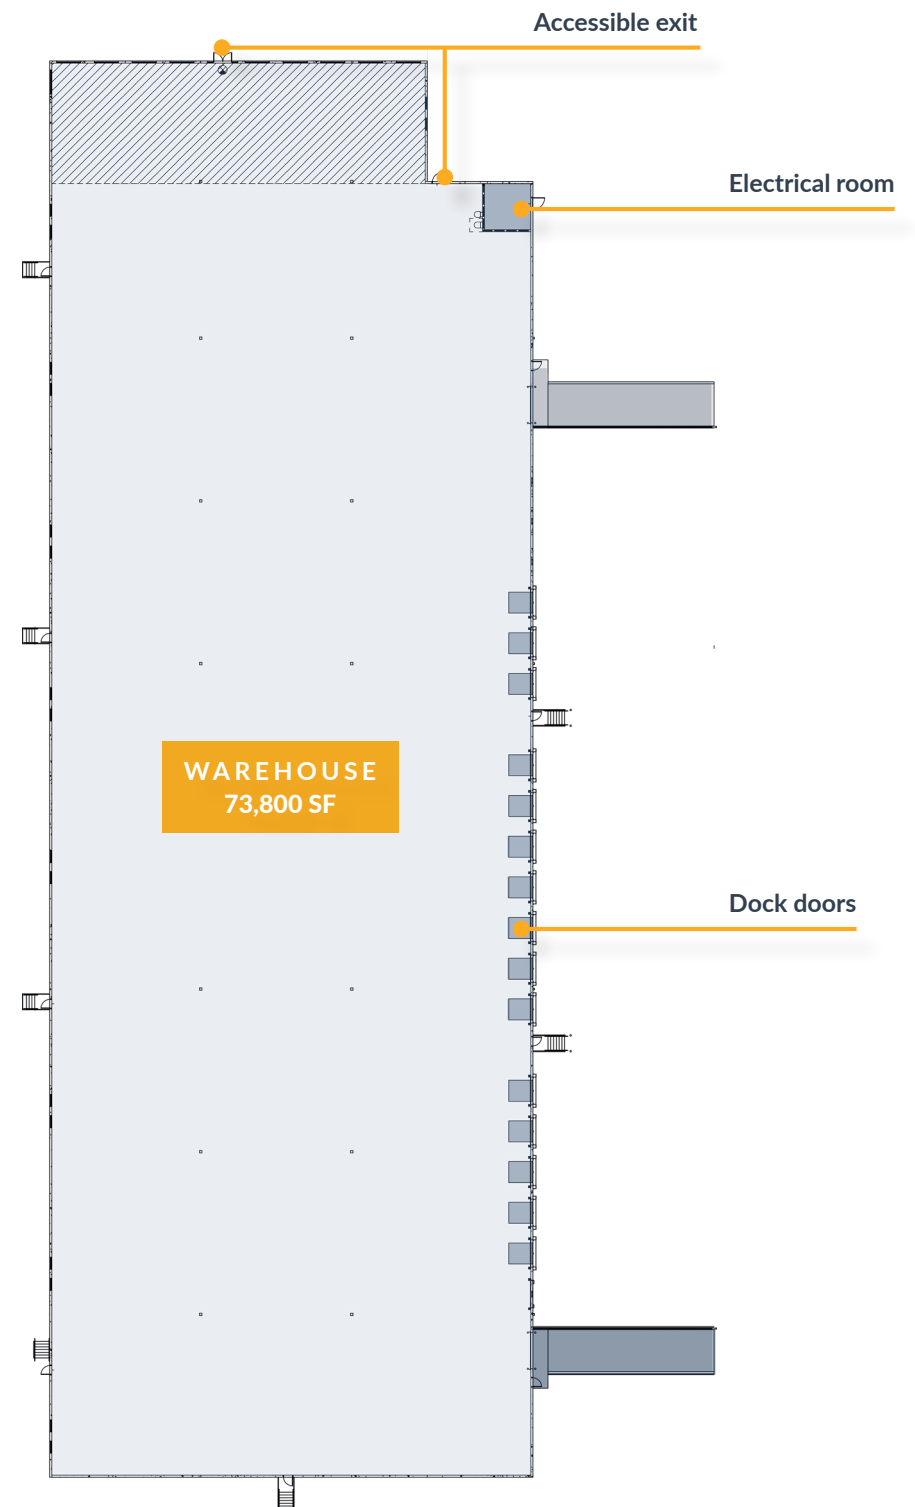 Accessible exit
Electrical room
WAREHOUSE
73,800 SF
Dock doors